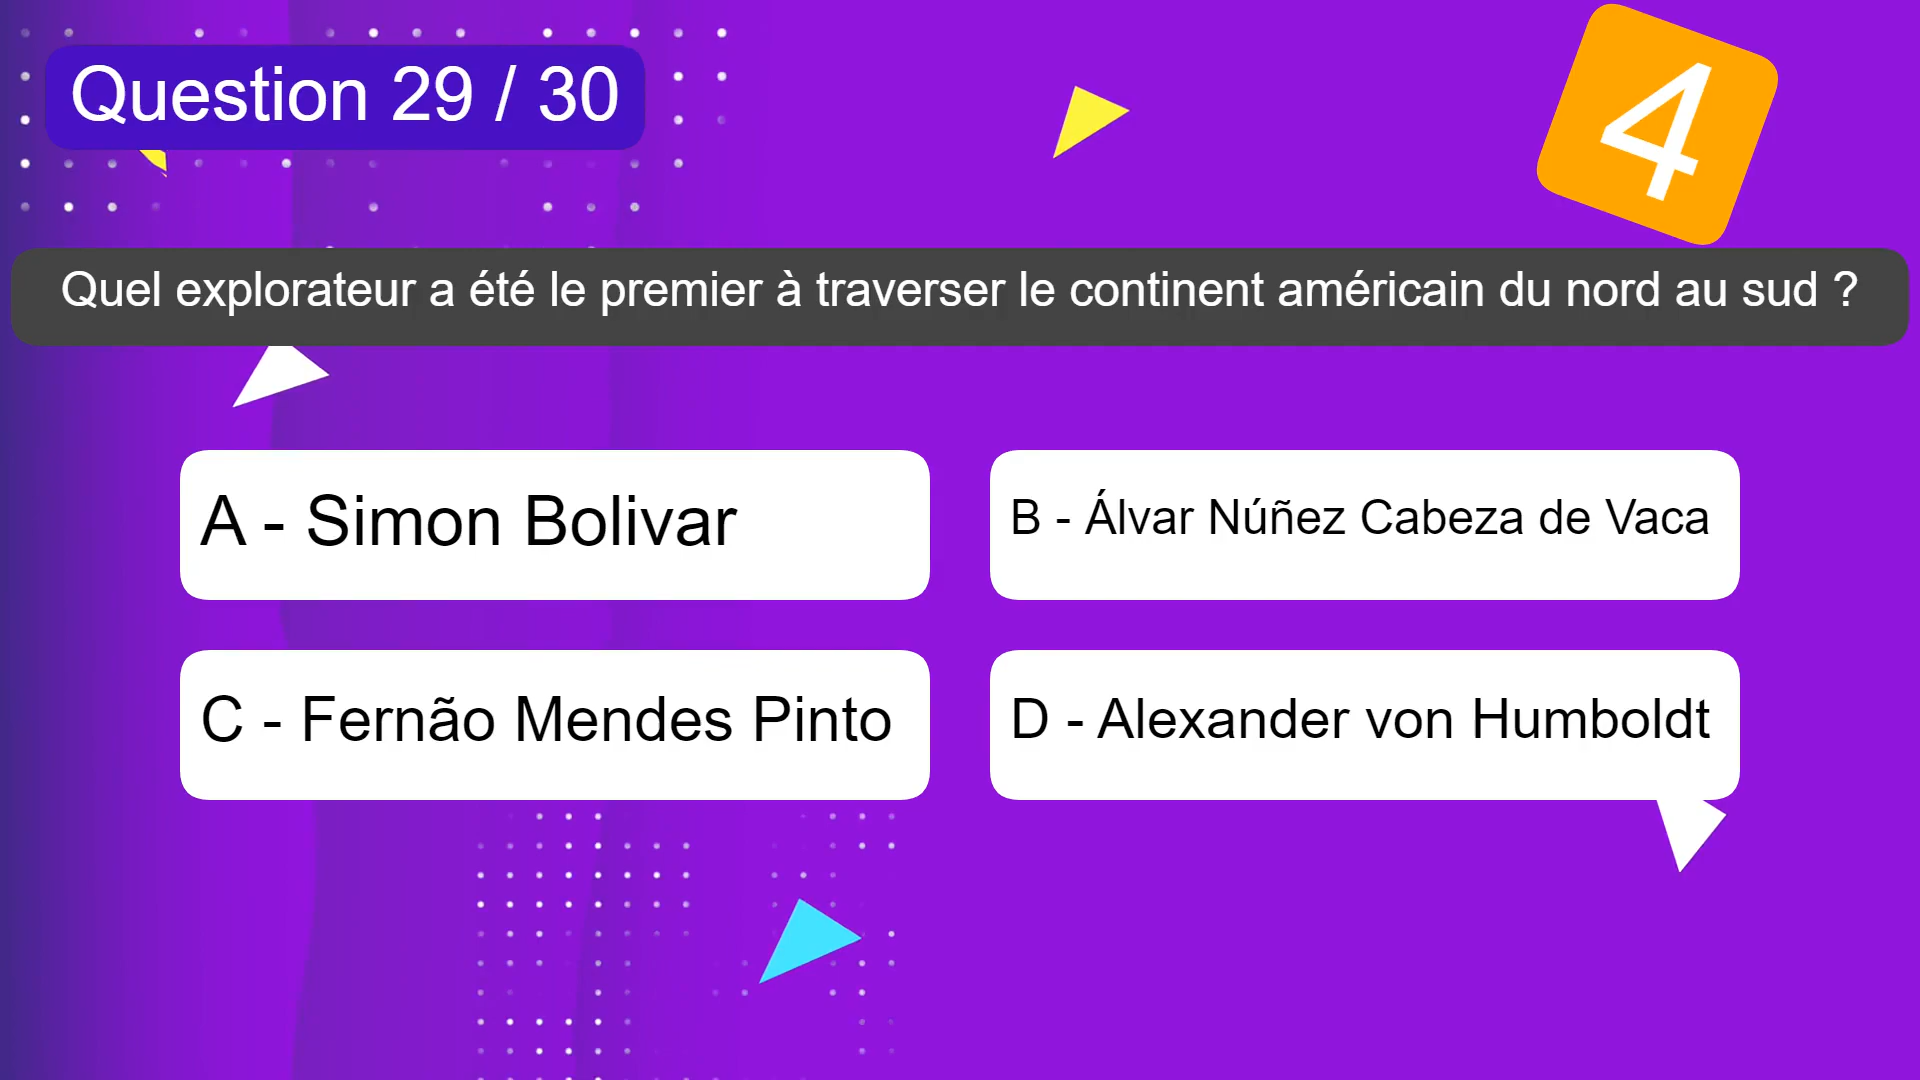 Question 29 / 30
4
Quel explorateur a été le premier à traverser le continent américain du nord au sud ?
A - Simon Bolivar
B - Álvar Núñez Cabeza de Vaca
C - Fernão Mendes Pinto
D - Alexander von Humboldt